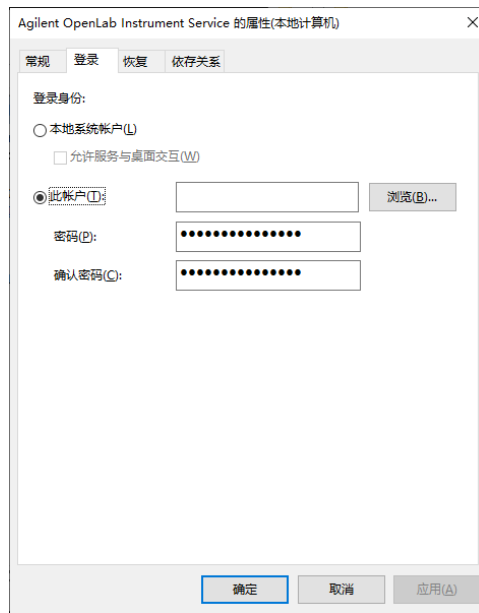 Agilent OpenLab Instrument Service 的属性(本地计算机)
常规 登录 恢复 依存关系
登录身份:
本地系统帐户(L)
允许服务与桌面交互(W)
此帐户(T):
浏览(B)...
密码(P):
●●●●●●●●●●●●●●●
确认密码(C):
●●●●●●●●●●●●●●●
确定 取消 应用(A)